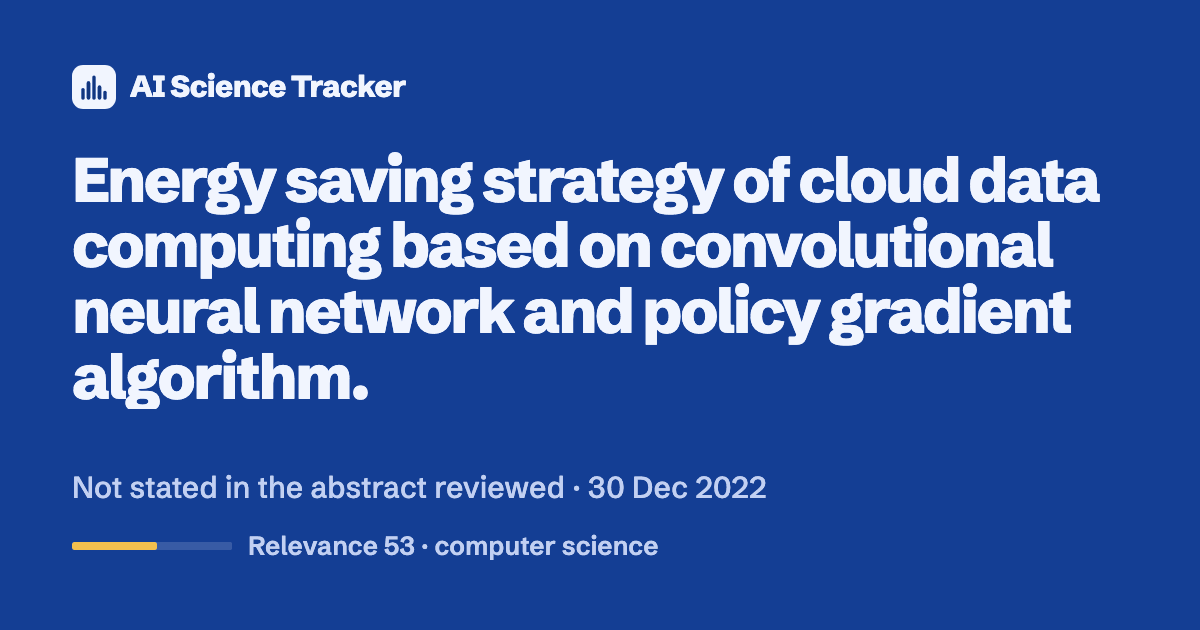 AI Science Tracker
Energy saving strategy of cloud data
computing based on convolutional
neural network and policy gradient
algorithm.
Not stated in the abstract reviewed · 30 Dec 2022
Relevance 53 · computer science